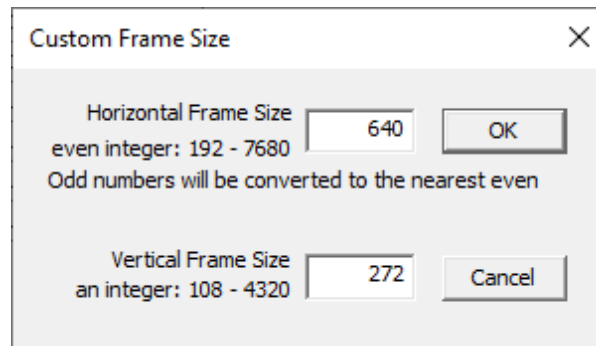 Custom Frame Size
Horizontal Frame Size
640
OK
even integer: 192 - 7680
Odd numbers will be converted to the nearest even
Vertical Frame Size
272
Cancel
an integer: 108 - 4320